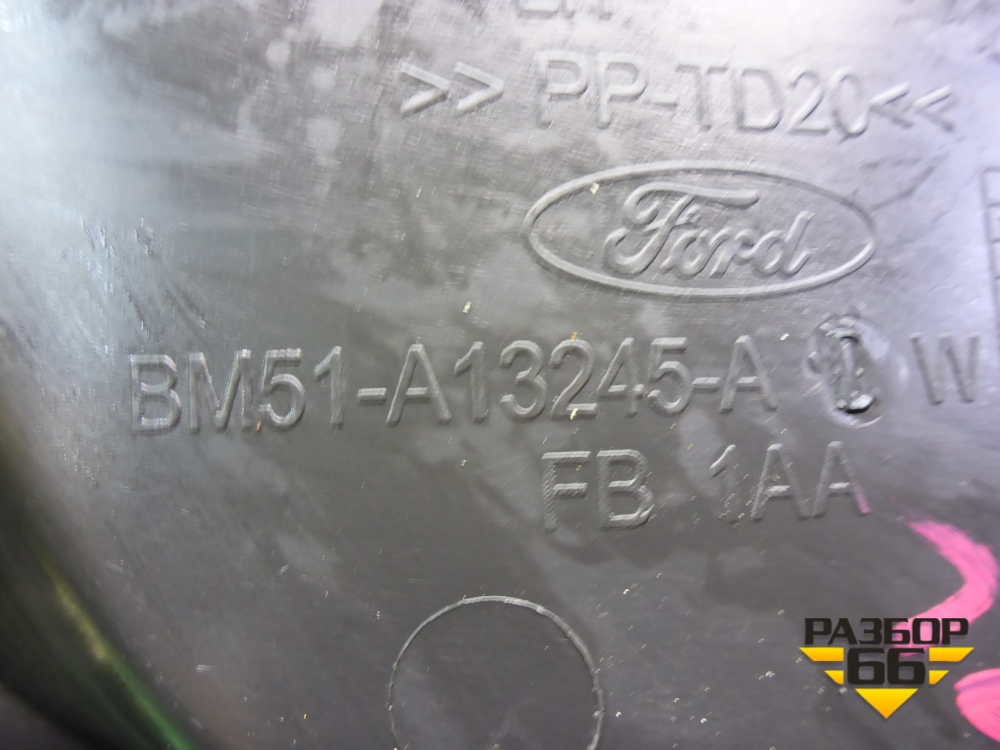 >> PP-TD20<<
Ford
BM51-A13245-A W
FB 1AA
РАЗБОР
66